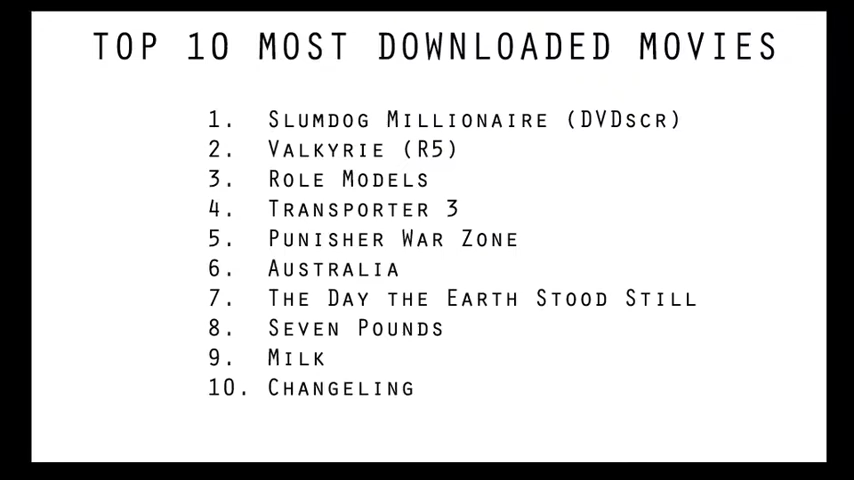 TOP 10 MOST DOWNLOADED MOVIES
1. SLUMDOG MILLIONAIRE (DVDSCR)
2. VALKYRIE (R5)
3. ROLE MODELS
4. TRANSPORTER 3
5. PUNISHER WAR ZONE
6. AUSTRALIA
7. THE DAY THE EARTH STOOD STILL
8. SEVEN POUNDS
9. MILK
10. CHANGELING